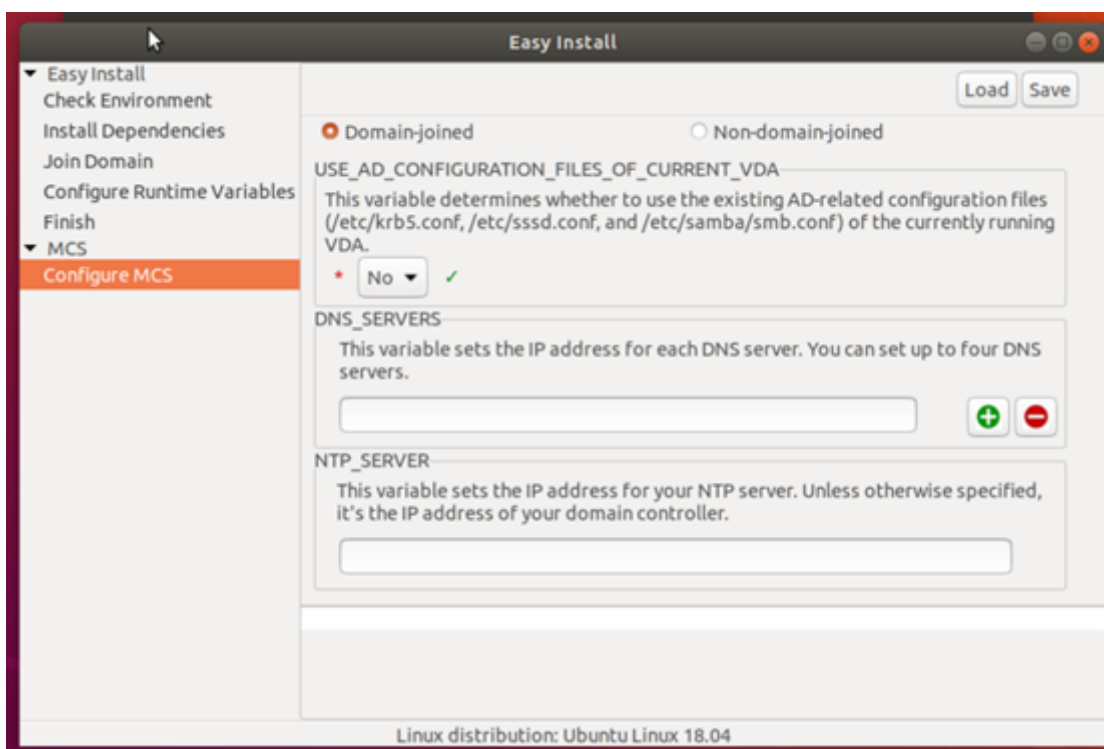 Easy Install
Easy Install
Check Environment
Install Dependencies
Join Domain
Configure Runtime Variables
Finish
MCS
Configure MCS
Load Save
Domain-joined Non-domain-joined
USE_AD_CONFIGURATION_FILES_OF_CURRENT_VDA
This variable determines whether to use the existing AD-related configuration files
(/etc/krb5.conf, /etc/sssd.conf, and /etc/samba/smb.conf) of the currently running
VDA.
* No
DNS_SERVERS
This variable sets the IP address for each DNS server. You can set up to four DNS
servers.
NTP_SERVER
This variable sets the IP address for your NTP server. Unless otherwise specified,
it's the IP address of your domain controller.
Linux distribution: Ubuntu Linux 18.04